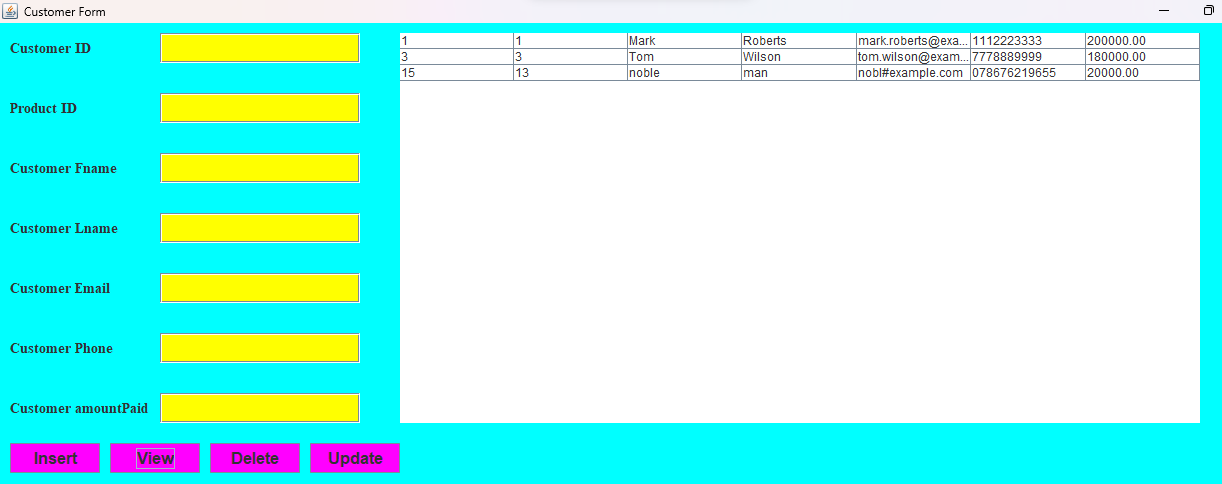 Customer Form
Customer ID
Product ID
Customer Fname
Customer Lname
Customer Email
Customer Phone
Customer amountPaid
1 1 Mark Roberts mark.roberts@exa... 1112223333 200000.00
3 3 Tom Wilson tom.wilson@exam... 7778889999 180000.00
15 13 noble man nobl#example.com 078676219655 20000.00
Insert View Delete Update